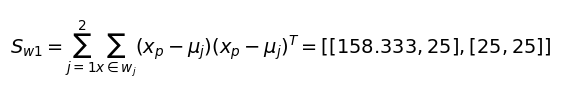 $S_{w1} = \sum_{j=1}^{2} \sum_{x \in w_j} (x_p - \mu_j)(x_p - \mu_j)^T = [[158.333, 25], [25, 25]]$